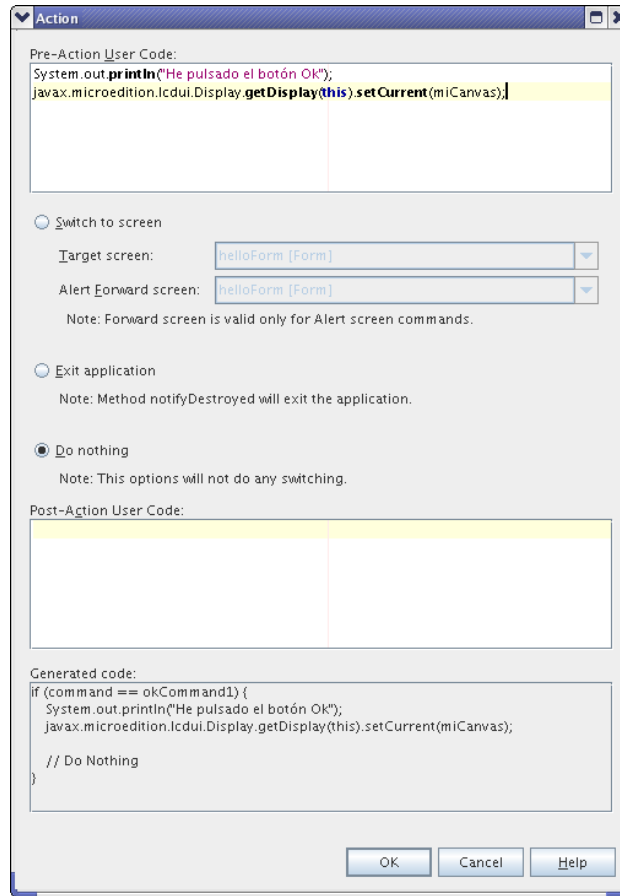 Action
Pre-Action User Code:
System.out.println("He pulsado el botón Ok");
javax.microedition.lcdui.Display.getDisplay(this).setCurrent(miCanvas);
Switch to screen
Target screen: helloForm [Form]
Alert Forward screen: helloForm [Form]
Note: Forward screen is valid only for Alert screen commands.
Exit application
Note: Method notifyDestroyed will exit the application.
Do nothing
Note: This options will not do any switching.
Post-Action User Code:
Generated code:
if (command == okCommand1) {
System.out.println("He pulsado el botón Ok");
javax.microedition.lcdui.Display.getDisplay(this).setCurrent(miCanvas);
// Do Nothing
}
OK Cancel Help